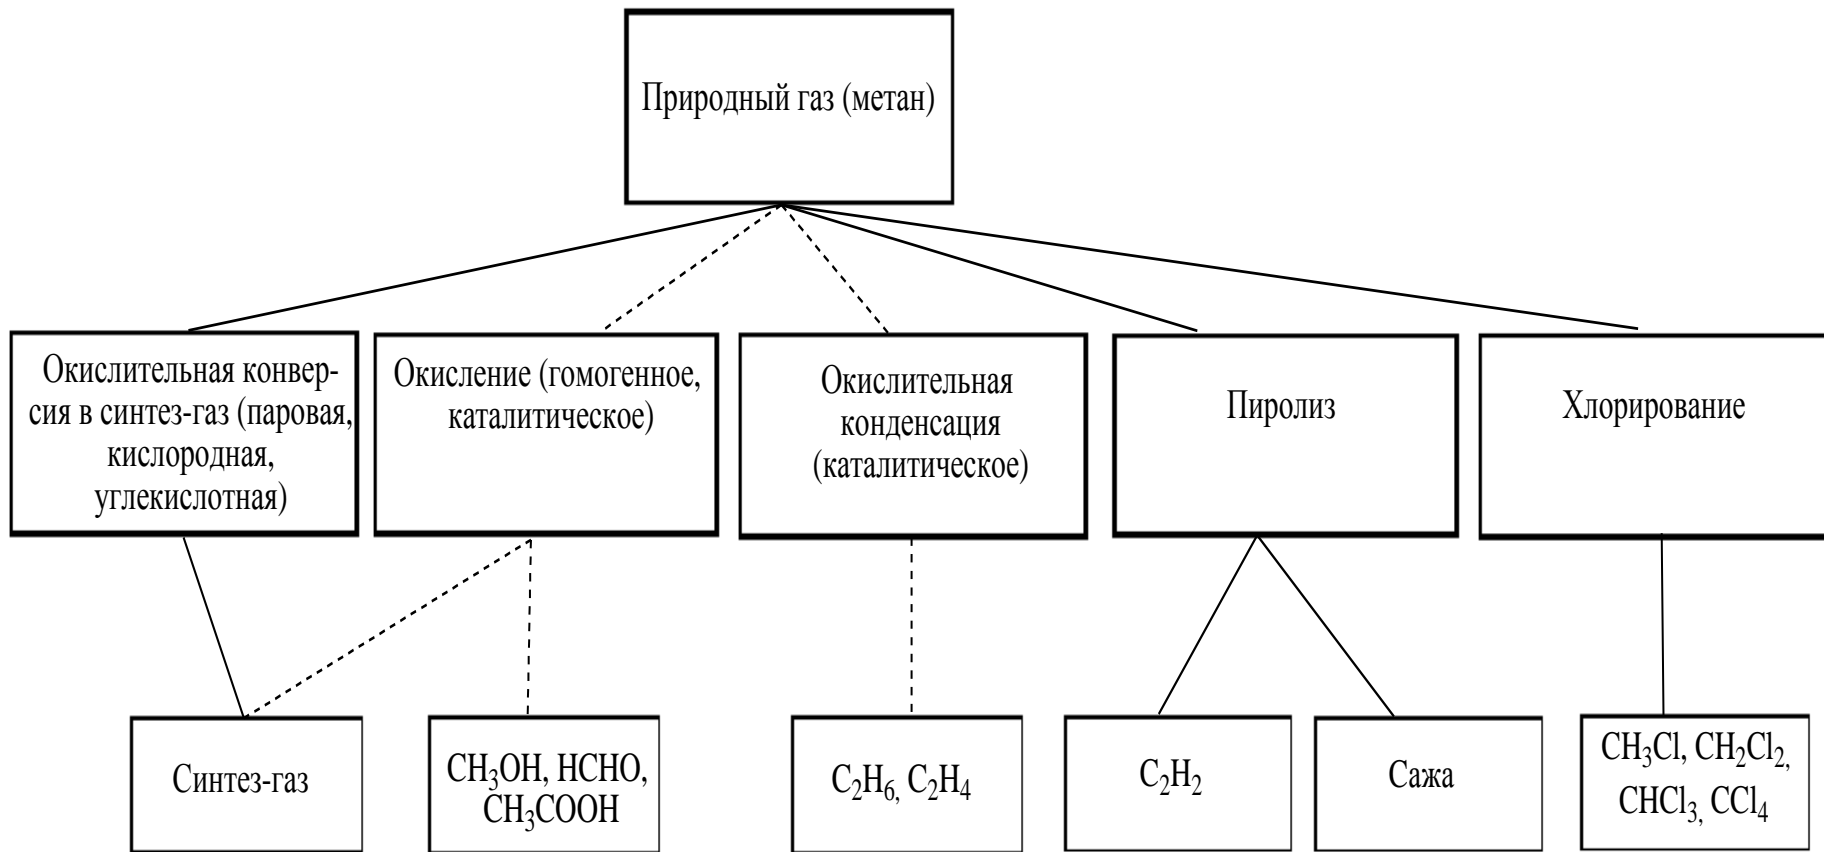 Природный газ (метан)
Окислительная конвер-
сия в синтез-газ (паровая,
кислородная,
углекислотная)
Окисление (гомогенное,
каталитическое)
Окислительная
конденсация
(каталитическое)
Пиролиз
Хлорирование
Синтез-газ
CH₃OH, HCHO,
CH₃COOH
C₂H₆, C₂H₄
C₂H₂
Сажа
CH₃Cl, CH₂Cl₂,
CHCl₃, CCl₄